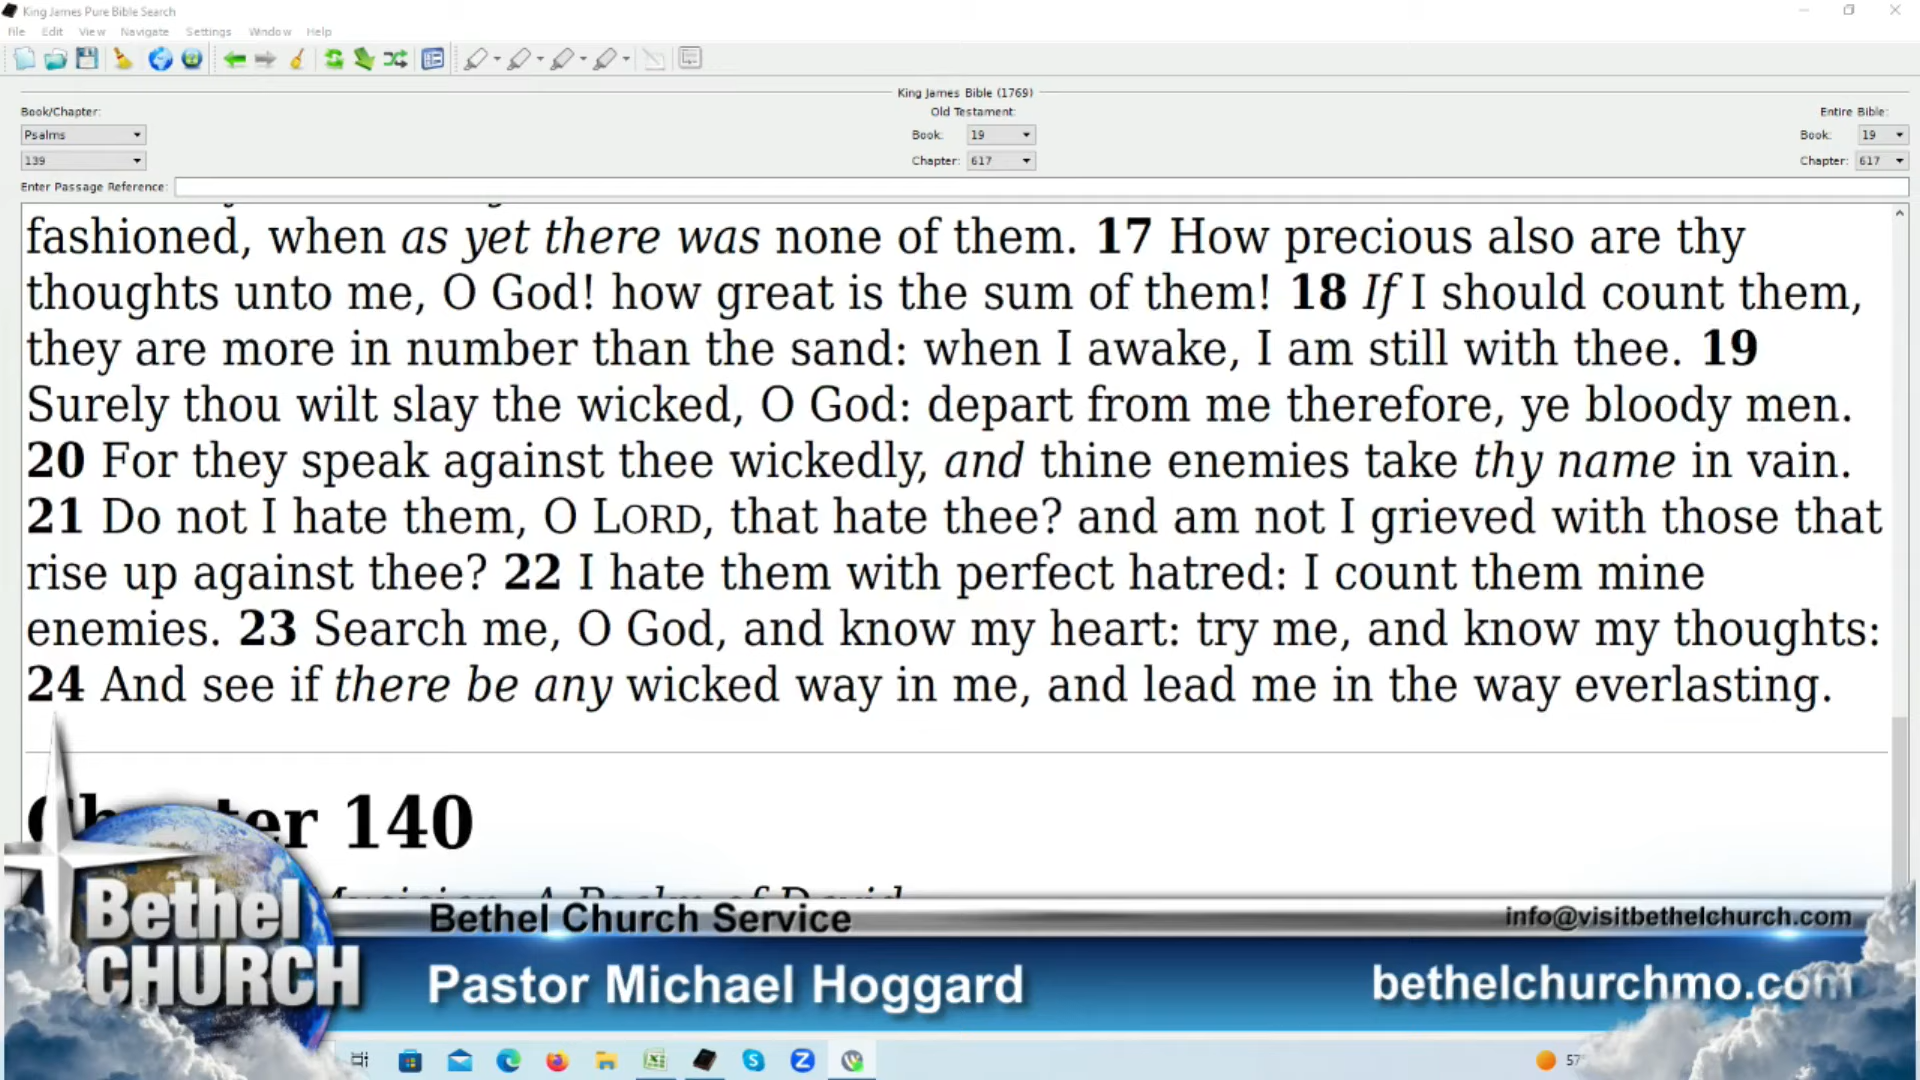 King James Pure Bible Search
File Edit View Navigate Settings Window Help
King James Bible (1769)
Book/Chapter: Old Testament: Entire Bible:
Psalms Book: 19 Book: 19
139 Chapter: 617 Chapter: 617
Enter Passage Reference:
fashioned, when as yet there was none of them. 17 How precious also are thy
thoughts unto me, O God! how great is the sum of them! 18 If I should count them,
they are more in number than the sand: when I awake, I am still with thee. 19
Surely thou wilt slay the wicked, O God: depart from me therefore, ye bloody men.
20 For they speak against thee wickedly, and thine enemies take thy name in vain.
21 Do not I hate them, O LORD, that hate thee? and am not I grieved with those that
rise up against thee? 22 I hate them with perfect hatred: I count them mine
enemies. 23 Search me, O God, and know my heart: try me, and know my thoughts:
24 And see if there be any wicked way in me, and lead me in the way everlasting.
Chapter 140
Musician, A Psalm of David
Bethel Church Service info@visitbethelchurch.com
Bethel
CHURCH
Pastor Michael Hoggard bethelchurchmo.com
57°